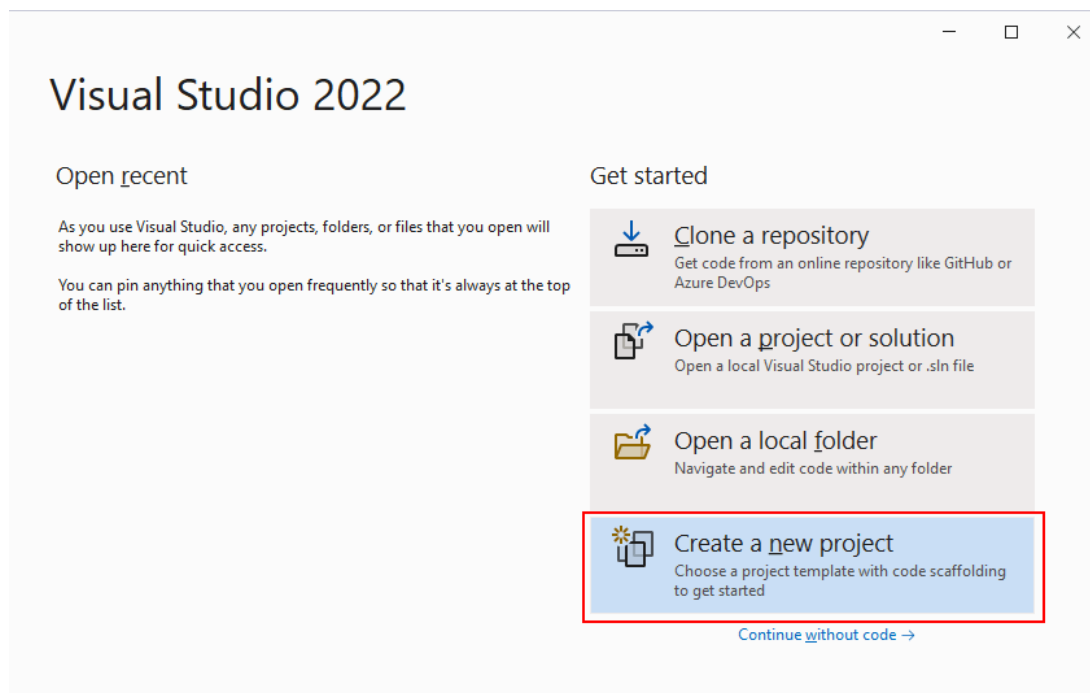 Visual Studio 2022
Open recent
As you use Visual Studio, any projects, folders, or files that you open will
show up here for quick access.
You can pin anything that you open frequently so that it's always at the top
of the list.
Get started
Clone a repository
Get code from an online repository like GitHub or
Azure DevOps
Open a project or solution
Open a local Visual Studio project or .sln file
Open a local folder
Navigate and edit code within any folder
Create a new project
Choose a project template with code scaffolding
to get started
Continue without code →